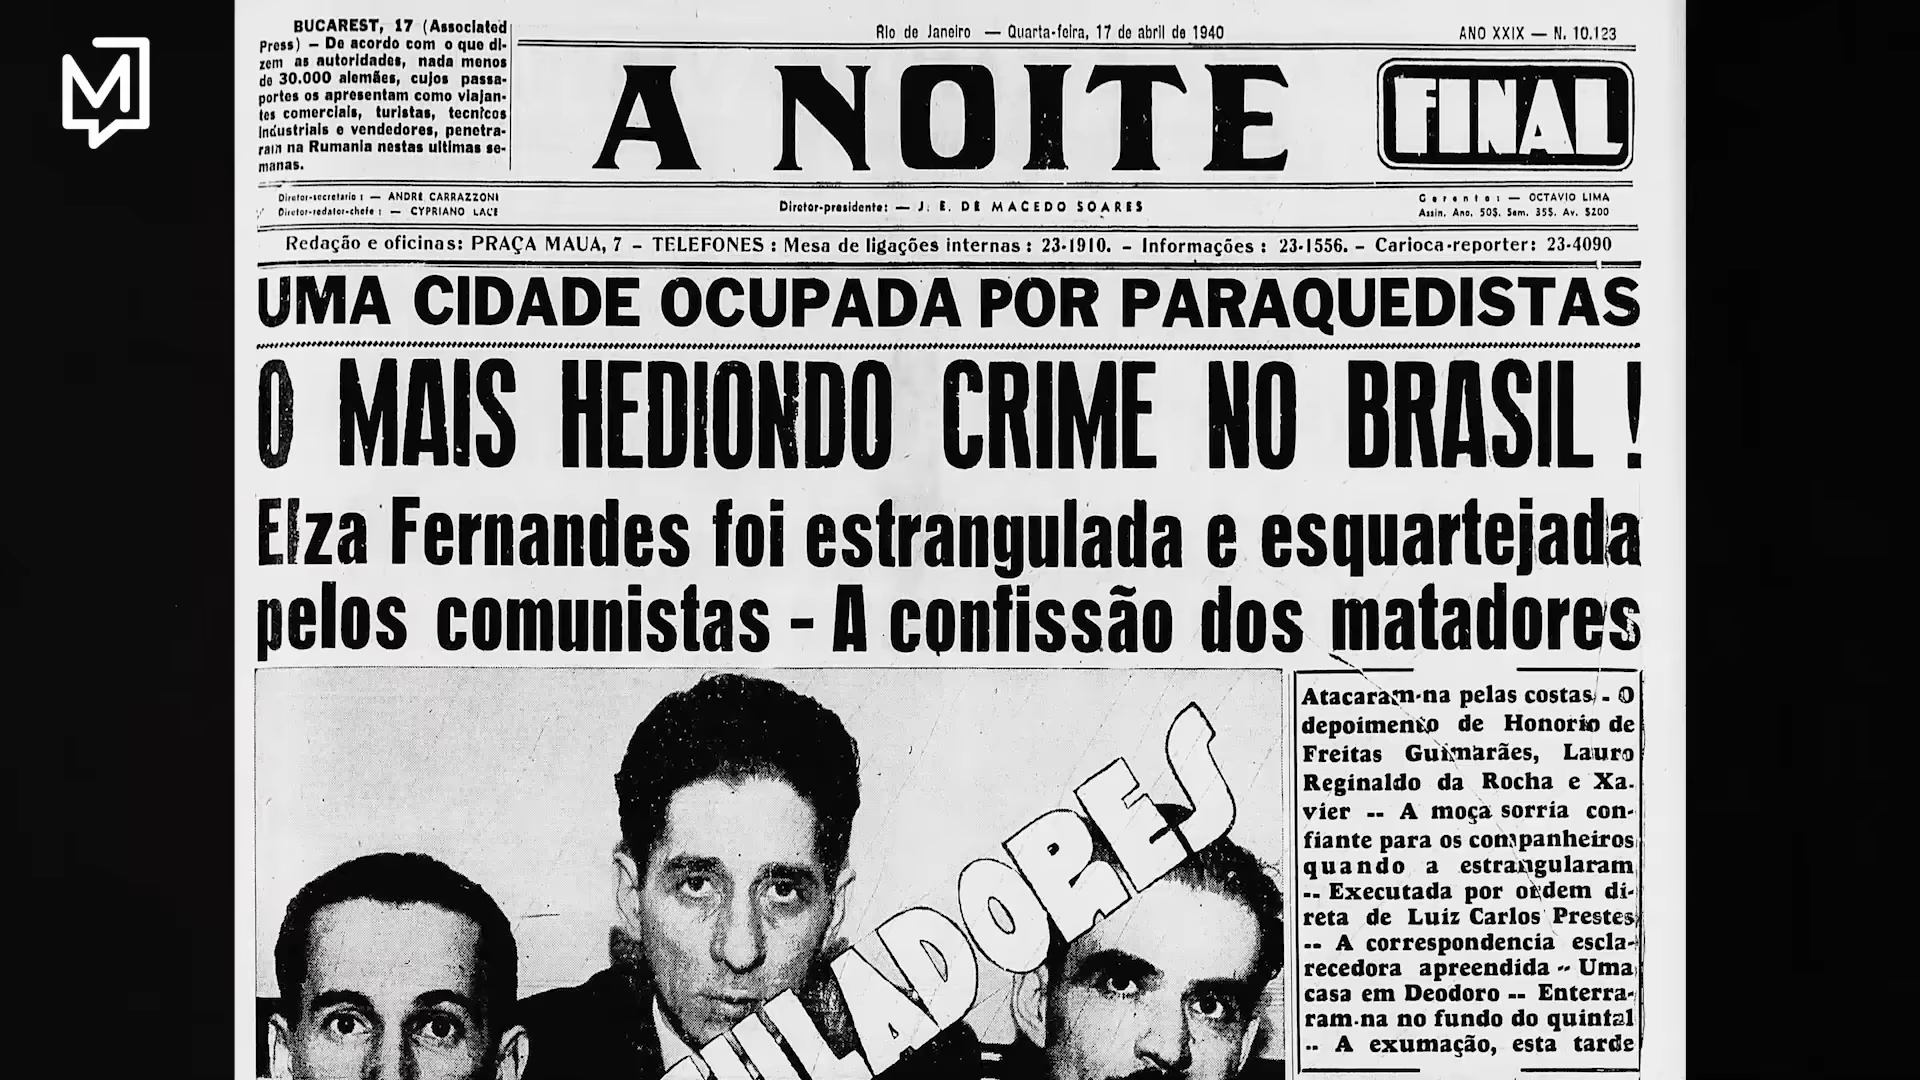 BUCAREST, 17 (Associated
Press) — De acordo com o que di-
zem as autoridades, nada menos
de 30.000 alemães, cujos passa-
portes os apresentam como viajan-
tes comerciais, turistas, tecnicos
industriais e vendedores, penetra-
ram na Rumania nestas ultimas se-
manas.
Rio de Janeiro — Quarta-feira, 17 de abril de 1940
ANO XXIX — N. 10.123
A NOITE
FINAL
Diretor-secretario : — ANDRÉ CARRAZZONI
Diretor-redator-chefe : — CYPRIANO LAGE
Diretor-presidente: — J. E. DE MACEDO SOARES
Gerente: — OCTAVIO LIMA
Assin. Ano, 50$. Sem. 35$. Av. $200
Redação e oficinas: PRAÇA MAUA, 7 – TELEFONES : Mesa de ligações internas : 23-1910. – Informações : 23-1556. – Carioca-reporter: 23-4090
UMA CIDADE OCUPADA POR PARAQUEDISTAS
O MAIS HEDIONDO CRIME NO BRASIL !
Elza Fernandes foi estrangulada e esquartejada
pelos comunistas - A confissão dos matadores
Atacaram-na pelas costas - O
depoimento de Honorio de
Freitas Guimarães, Lauro
Reginaldo da Rocha e Xa-
vier -- A moça sorria con-
fiante para os companheiros
quando a estrangularam
-- Executada por ordem di-
reta de Luiz Carlos Prestes
-- A correspondencia escla-
recedora apreendida -- Uma
casa em Deodoro -- Enterra-
ram-na no fundo do quintal
-- A exumação, esta tarde